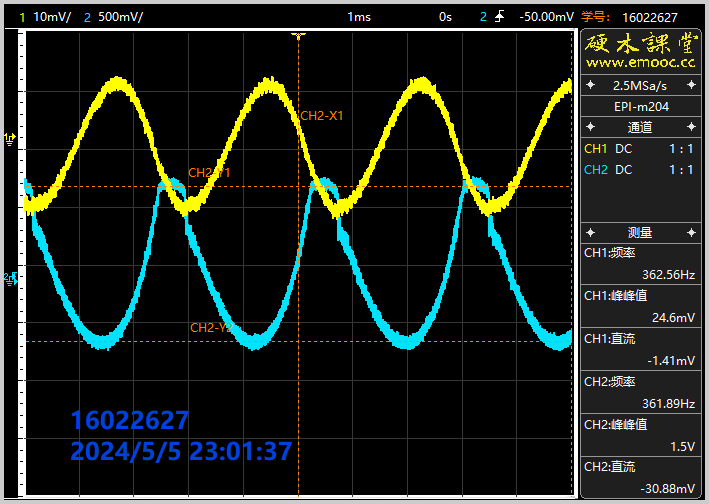 1 10mV/ 2 500mV/ 1ms 0s 2 -50.00mV 学号: 16022627
硬木課堂
www.emooc.cc
2.5MSa/s
EPI-m204
通道
CH1 DC 1 : 1
CH2 DC 1 : 1
测量
CH1:频率
362.56Hz
CH1:峰峰值
24.6mV
CH1:直流
-1.41mV
CH2:频率
361.89Hz
CH2:峰峰值
1.5V
CH2:直流
-30.88mV
CH2-X1
1
CH2-Y1
2
CH2-Y2
16022627
2024/5/5 23:01:37